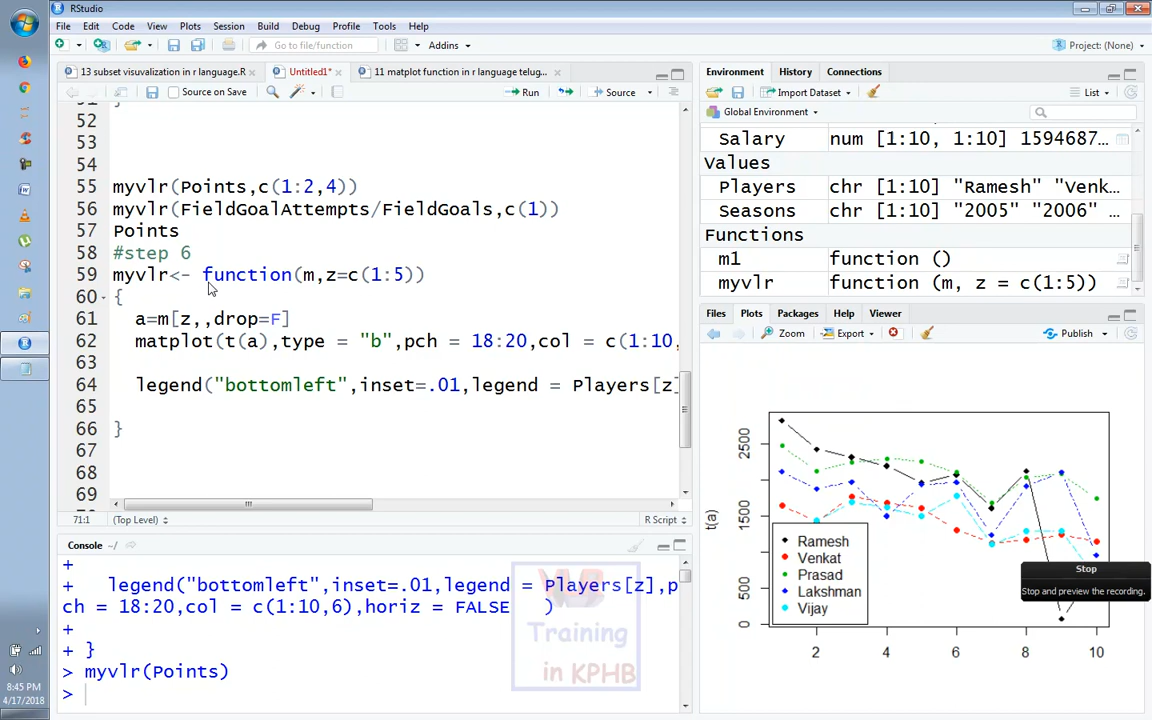 RStudio
File Edit Code View Plots Session Build Debug Profile Tools Help
Go to file/function
Addins
Project: (None)
13 subset visuvalization in r language.R
Untitled1*
11 matplot function in r language telug...
Source on Save
Run
Source
52
53
54
55 myvlr(Points,c(1:2,4))
56 myvlr(FieldGoalAttempts/FieldGoals,c(1))
57 Points
58 #step 6
59 myvlr<- function(m,z=c(1:5))
60 {
61 a=m[z,,drop=F]
62 matplot(t(a),type = "b",pch = 18:20,col = c(1:10,
63
64 legend("bottomleft",inset=.01,legend = Players[z]
65
66 }
67
68
69
71:1 (Top Level)
R Script
Console ~/
+
+ legend("bottomleft",inset=.01,legend = Players[z],p
ch = 18:20,col = c(1:10,6),horiz = FALSE )
+
+ }
> myvlr(Points)
>
Training
in KPHB
Environment History Connections
Import Dataset
List
Global Environment
Salary num [1:10, 1:10] 1594687...
Values
Players chr [1:10] "Ramesh" "Venk...
Seasons chr [1:10] "2005" "2006" ...
Functions
m1 function ()
myvlr function (m, z = c(1:5))
Files Plots Packages Help Viewer
Zoom Export Publish
2500
1500
500
0
t(a)
Ramesh
Venkat
Prasad
Lakshman
Vijay
2 4 6 8 10
Stop
Stop and preview the recording.
8:45 PM
4/17/2018